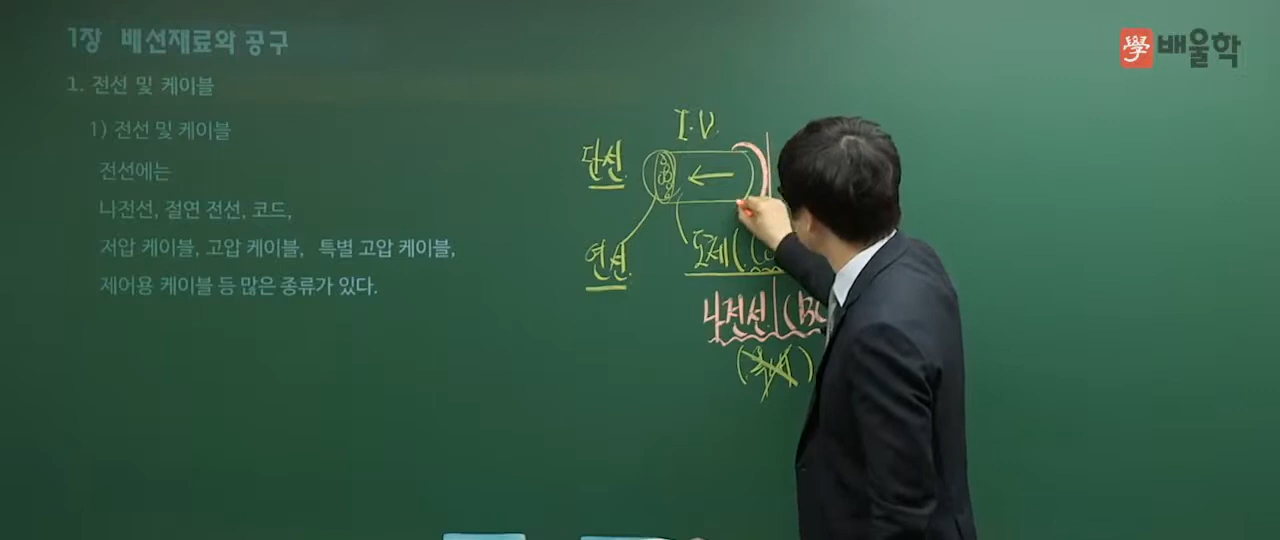 1장 배선재료와 공구
學 배울학
1. 전선 및 케이블
1) 전선 및 케이블
전선에는
나전선, 절연 전선, 코드,
저압 케이블, 고압 케이블, 특별 고압 케이블,
제어용 케이블 등 많은 종류가 있다.
I.V.
단선
연선
도체(
나전선